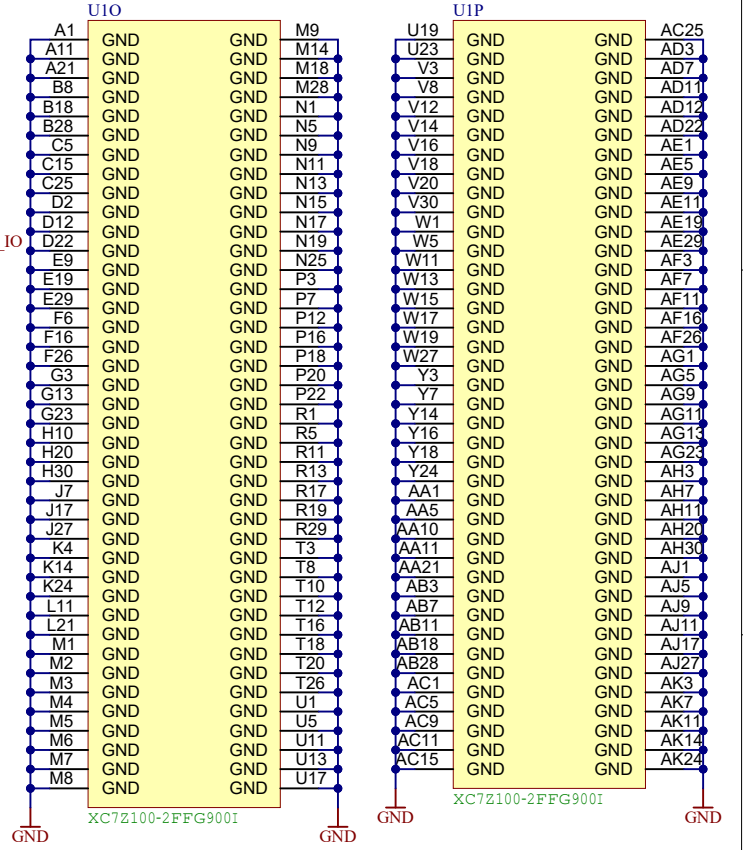 U1O
A1 GND GND M9
A11 GND GND M14
A21 GND GND M18
B8 GND GND M28
B18 GND GND N1
B28 GND GND N5
C5 GND GND N9
C15 GND GND N11
C25 GND GND N13
D2 GND GND N15
D12 GND GND N17
_IO
D22 GND GND N19
E9 GND GND N25
E19 GND GND P3
E29 GND GND P7
F6 GND GND P12
F16 GND GND P16
F26 GND GND P18
G3 GND GND P20
G13 GND GND P22
G23 GND GND R1
H10 GND GND R5
H20 GND GND R11
H30 GND GND R13
J7 GND GND R17
J17 GND GND R19
J27 GND GND R29
K4 GND GND T3
K14 GND GND T8
K24 GND GND T10
L11 GND GND T12
L21 GND GND T16
M1 GND GND T18
M2 GND GND T20
M3 GND GND T26
M4 GND GND U1
M5 GND GND U5
M6 GND GND U11
M7 GND GND U13
M8 GND GND U17
XC7Z100-2FFG900I
GND GND
U1P
U19 GND GND AC25
U23 GND GND AD3
V3 GND GND AD7
V8 GND GND AD11
V12 GND GND AD12
V14 GND GND AD22
V16 GND GND AE1
V18 GND GND AE5
V20 GND GND AE9
V30 GND GND AE11
W1 GND GND AE19
W5 GND GND AE29
W11 GND GND AF3
W13 GND GND AF7
W15 GND GND AF11
W17 GND GND AF16
W19 GND GND AF26
W27 GND GND AG1
Y3 GND GND AG5
Y7 GND GND AG9
Y14 GND GND AG11
Y16 GND GND AG13
Y18 GND GND AG23
Y24 GND GND AH3
AA1 GND GND AH7
AA5 GND GND AH11
AA10 GND GND AH20
AA11 GND GND AH30
AA21 GND GND AJ1
AB3 GND GND AJ5
AB7 GND GND AJ9
AB11 GND GND AJ11
AB18 GND GND AJ17
AB28 GND GND AJ27
AC1 GND GND AK3
AC5 GND GND AK7
AC9 GND GND AK11
AC11 GND GND AK14
AC15 GND GND AK24
XC7Z100-2FFG900I
GND GND